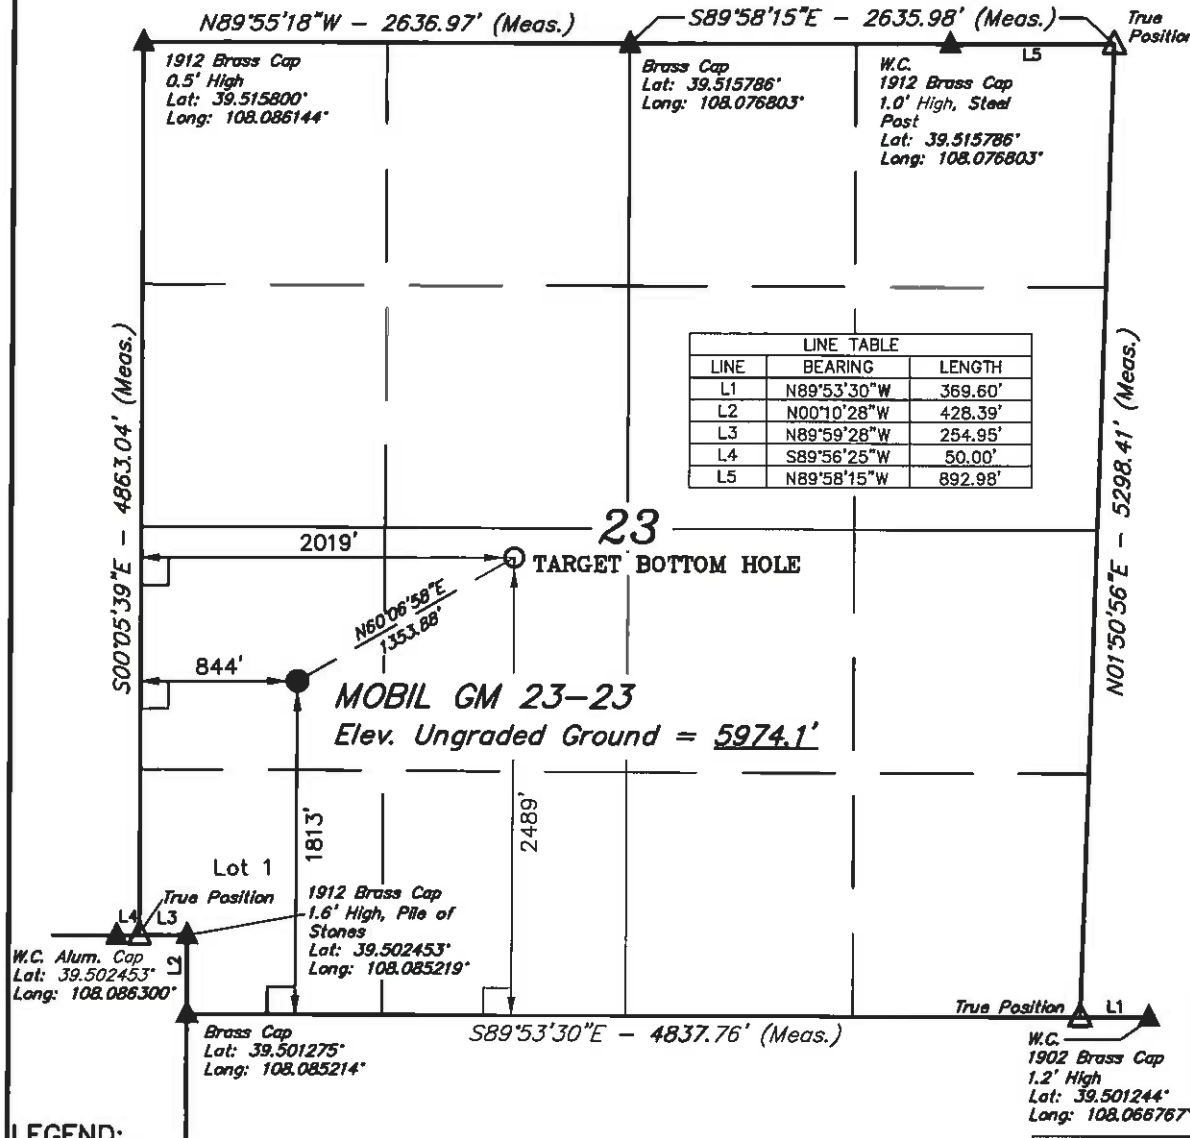 N89°55'18"W - 2636.97' (Meas.)
S89°58'15"E - 2635.98' (Meas.)
True
Position
L5
1912 Brass Cap
0.5' High
Lat: 39.515800°
Long: 108.086144°
Brass Cap
Lat: 39.515786°
Long: 108.076803°
W.C.
1912 Brass Cap
1.0' High, Steel
Post
Lat: 39.515786°
Long: 108.076803°
S00°05'39"E - 4863.04' (Meas.)
N01°50'56"E - 5298.41' (Meas.)
LINE TABLE
LINE BEARING LENGTH
L1 N89°53'30"W 369.60'
L2 N00°10'28"W 428.39'
L3 N89°59'28"W 254.95'
L4 S89°56'25"W 50.00'
L5 N89°58'15"W 892.98'
23
2019'
TARGET BOTTOM HOLE
N60°06'58"E
1353.88'
844'
MOBIL GM 23-23
Elev. Ungraded Ground = 5974.1'
1813'
2489'
Lot 1
True Position
L4 L3
1912 Brass Cap
1.6' High, Pile of
Stones
Lat: 39.502453°
Long: 108.085219°
W.C. Alum. Cap
Lat: 39.502453°
Long: 108.086300°
L2
Brass Cap
Lat: 39.501275°
Long: 108.085214°
S89°53'30"E - 4837.76' (Meas.)
True Position
L1
W.C.
1902 Brass Cap
1.2' High
Lat: 39.501244°
Long: 108.066767°
LEGEND: